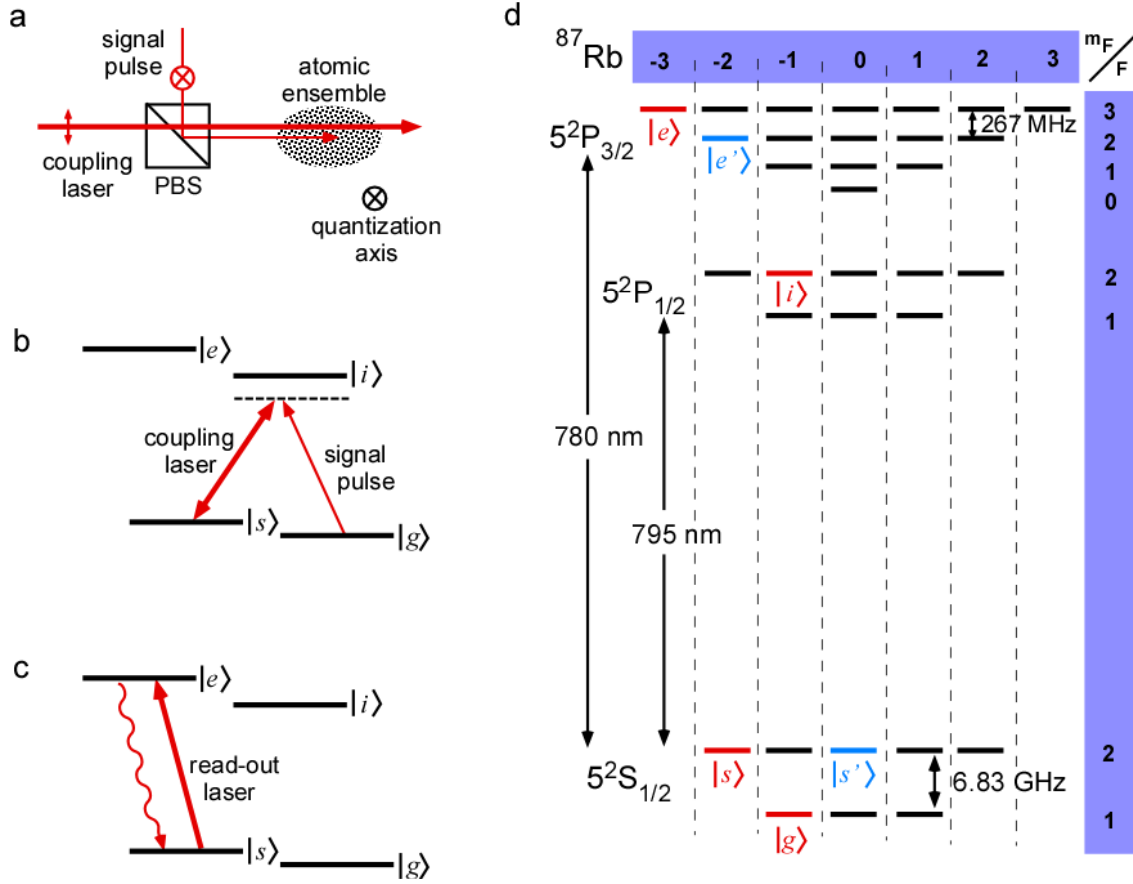 a
signal
pulse
atomic
ensemble
coupling
laser
PBS
quantization
axis
b
|e⟩
|i⟩
coupling
laser
signal
pulse
|s⟩
|g⟩
c
|e⟩
|i⟩
read-out
laser
|s⟩
|g⟩
d
⁸⁷Rb
-3 -2 -1 0 1 2 3
mF/F
3
|e⟩
267 MHz
5²P3/2
2
|e'⟩
1
0
2
|i⟩
5²P1/2
1
780 nm
795 nm
2
|s⟩
|s'⟩
5²S1/2
6.83 GHz
1
|g⟩